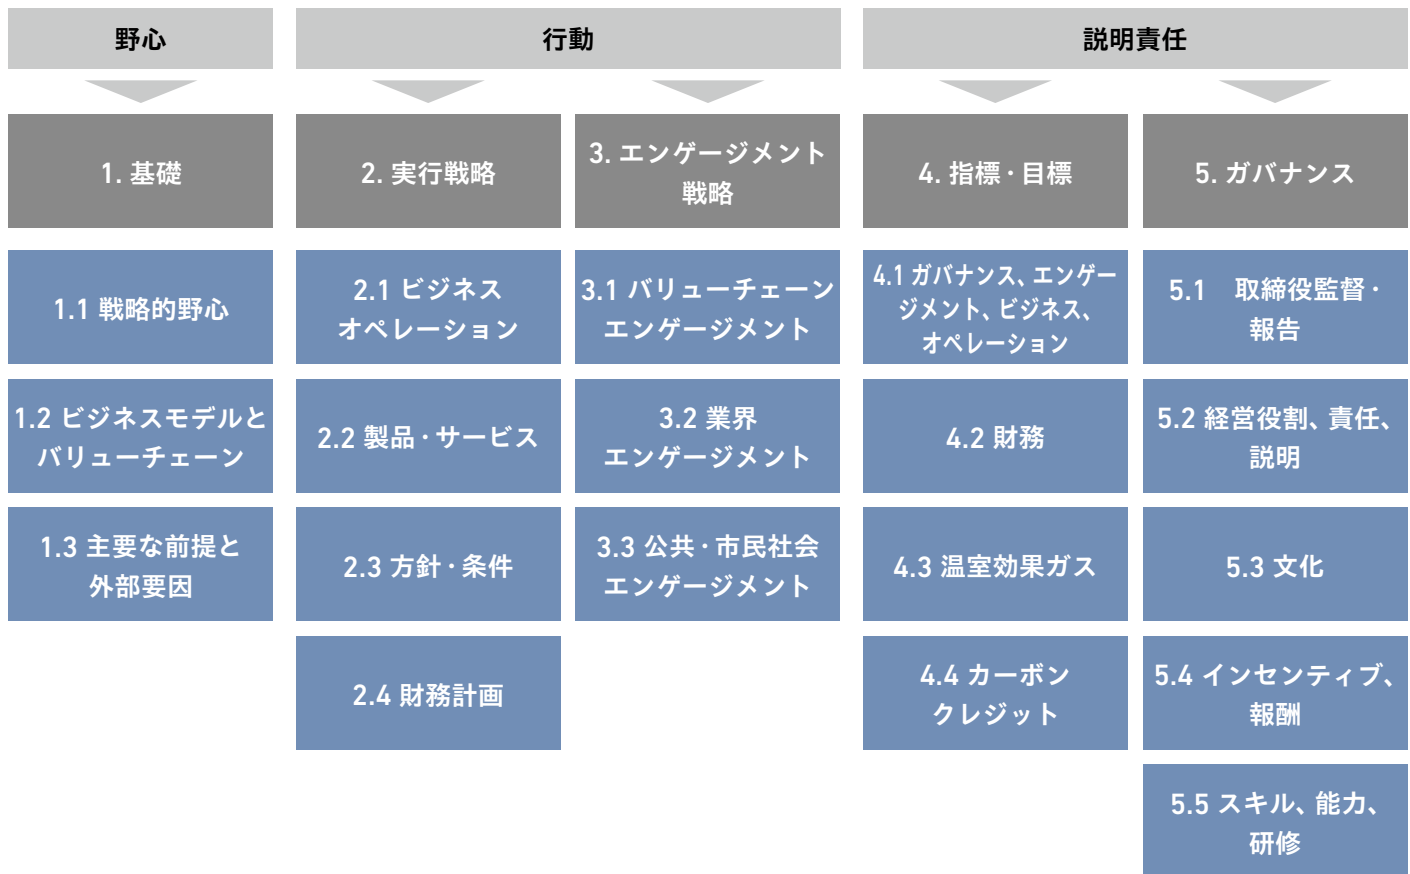 野心
行動
説明責任
1. 基礎
2. 実行戦略
3. エンゲージメント
戦略
4. 指標・目標
5. ガバナンス
1.1 戦略的野心
2.1 ビジネス
オペレーション
3.1 バリューチェーン
エンゲージメント
4.1 ガバナンス、エンゲー
ジメント、ビジネス、
オペレーション
5.1　取締役監督・
報告
1.2 ビジネスモデルと
バリューチェーン
2.2 製品・サービス
3.2 業界
エンゲージメント
4.2 財務
5.2 経営役割、責任、
説明
1.3 主要な前提と
外部要因
2.3 方針・条件
3.3 公共・市民社会
エンゲージメント
4.3 温室効果ガス
5.3 文化
2.4 財務計画
4.4 カーボン
クレジット
5.4 インセンティブ、
報酬
5.5 スキル、能力、
研修